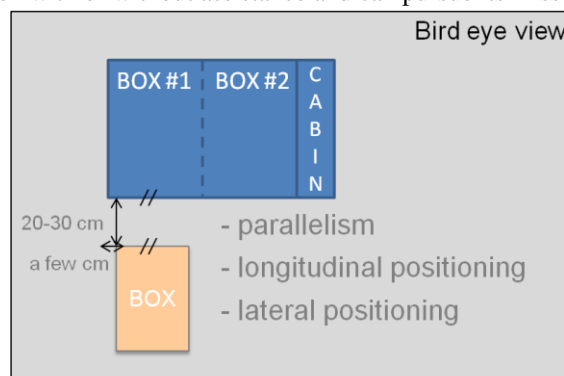 Bird eye view
BOX #1 BOX #2
C
A
B
I
N
20-30 cm
a few cm
BOX
- parallelism
- longitudinal positioning
- lateral positioning